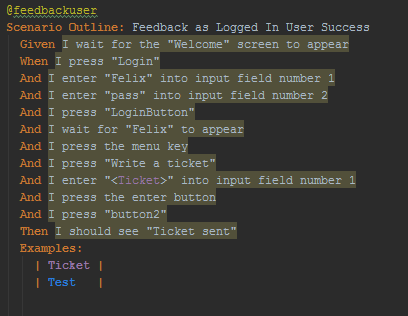 @feedbackuser
Scenario Outline: Feedback as Logged In User Success
Given I wait for the "Welcome" screen to appear
When I press "Login"
And I enter "Felix" into input field number 1
And I enter "pass" into input field number 2
And I press "LoginButton"
And I wait for "Felix" to appear
And I press the menu key
And I press "Write a ticket"
And I enter "<Ticket>" into input field number 1
And I press the enter button
And I press "button2"
Then I should see "Ticket sent"
Examples:
| Ticket |
| Test |